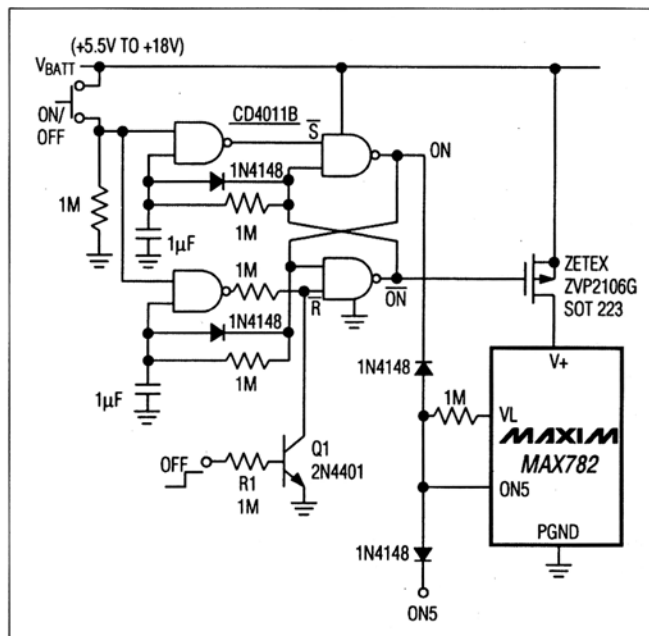 (+5.5V TO +18V)
VBATT
ON/
OFF
CD4011B
S
ON
1N4148
1M
1M
1µF
1M
ON
R
ZETEX
ZVP2106G
SOT 223
1N4148
1M
1µF
1N4148
V+
1M
VL
MAXIM
MAX782
OFF
Q1
2N4401
R1
1M
ON5
1N4148
PGND
ON5